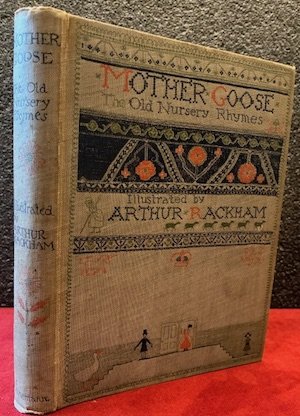 MOTHER
GOOSE
The Old
Nursery
Rhymes
Illustrated
ARTHUR
RACKHAM
MOTHER GOOSE
The Old Nursery Rhymes
Illustrated by
ARTHUR RACKHAM